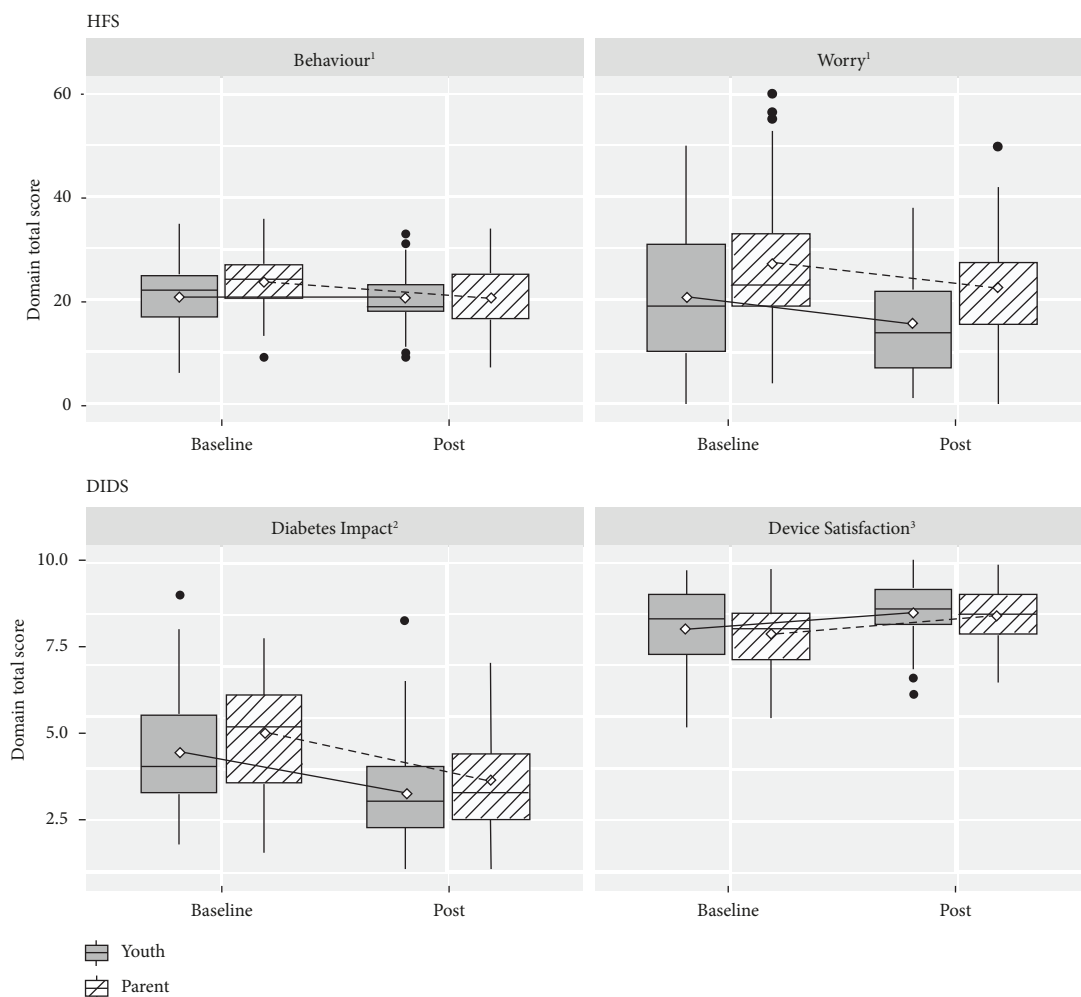 HFS
Behaviour¹
Worry¹
Domain total score
60
40
20
0
Baseline
Post
Baseline
Post
DIDS
Diabetes Impact²
Device Satisfaction³
Domain total score
10.0
7.5
5.0
2.5
Baseline
Post
Baseline
Post
Youth
Parent